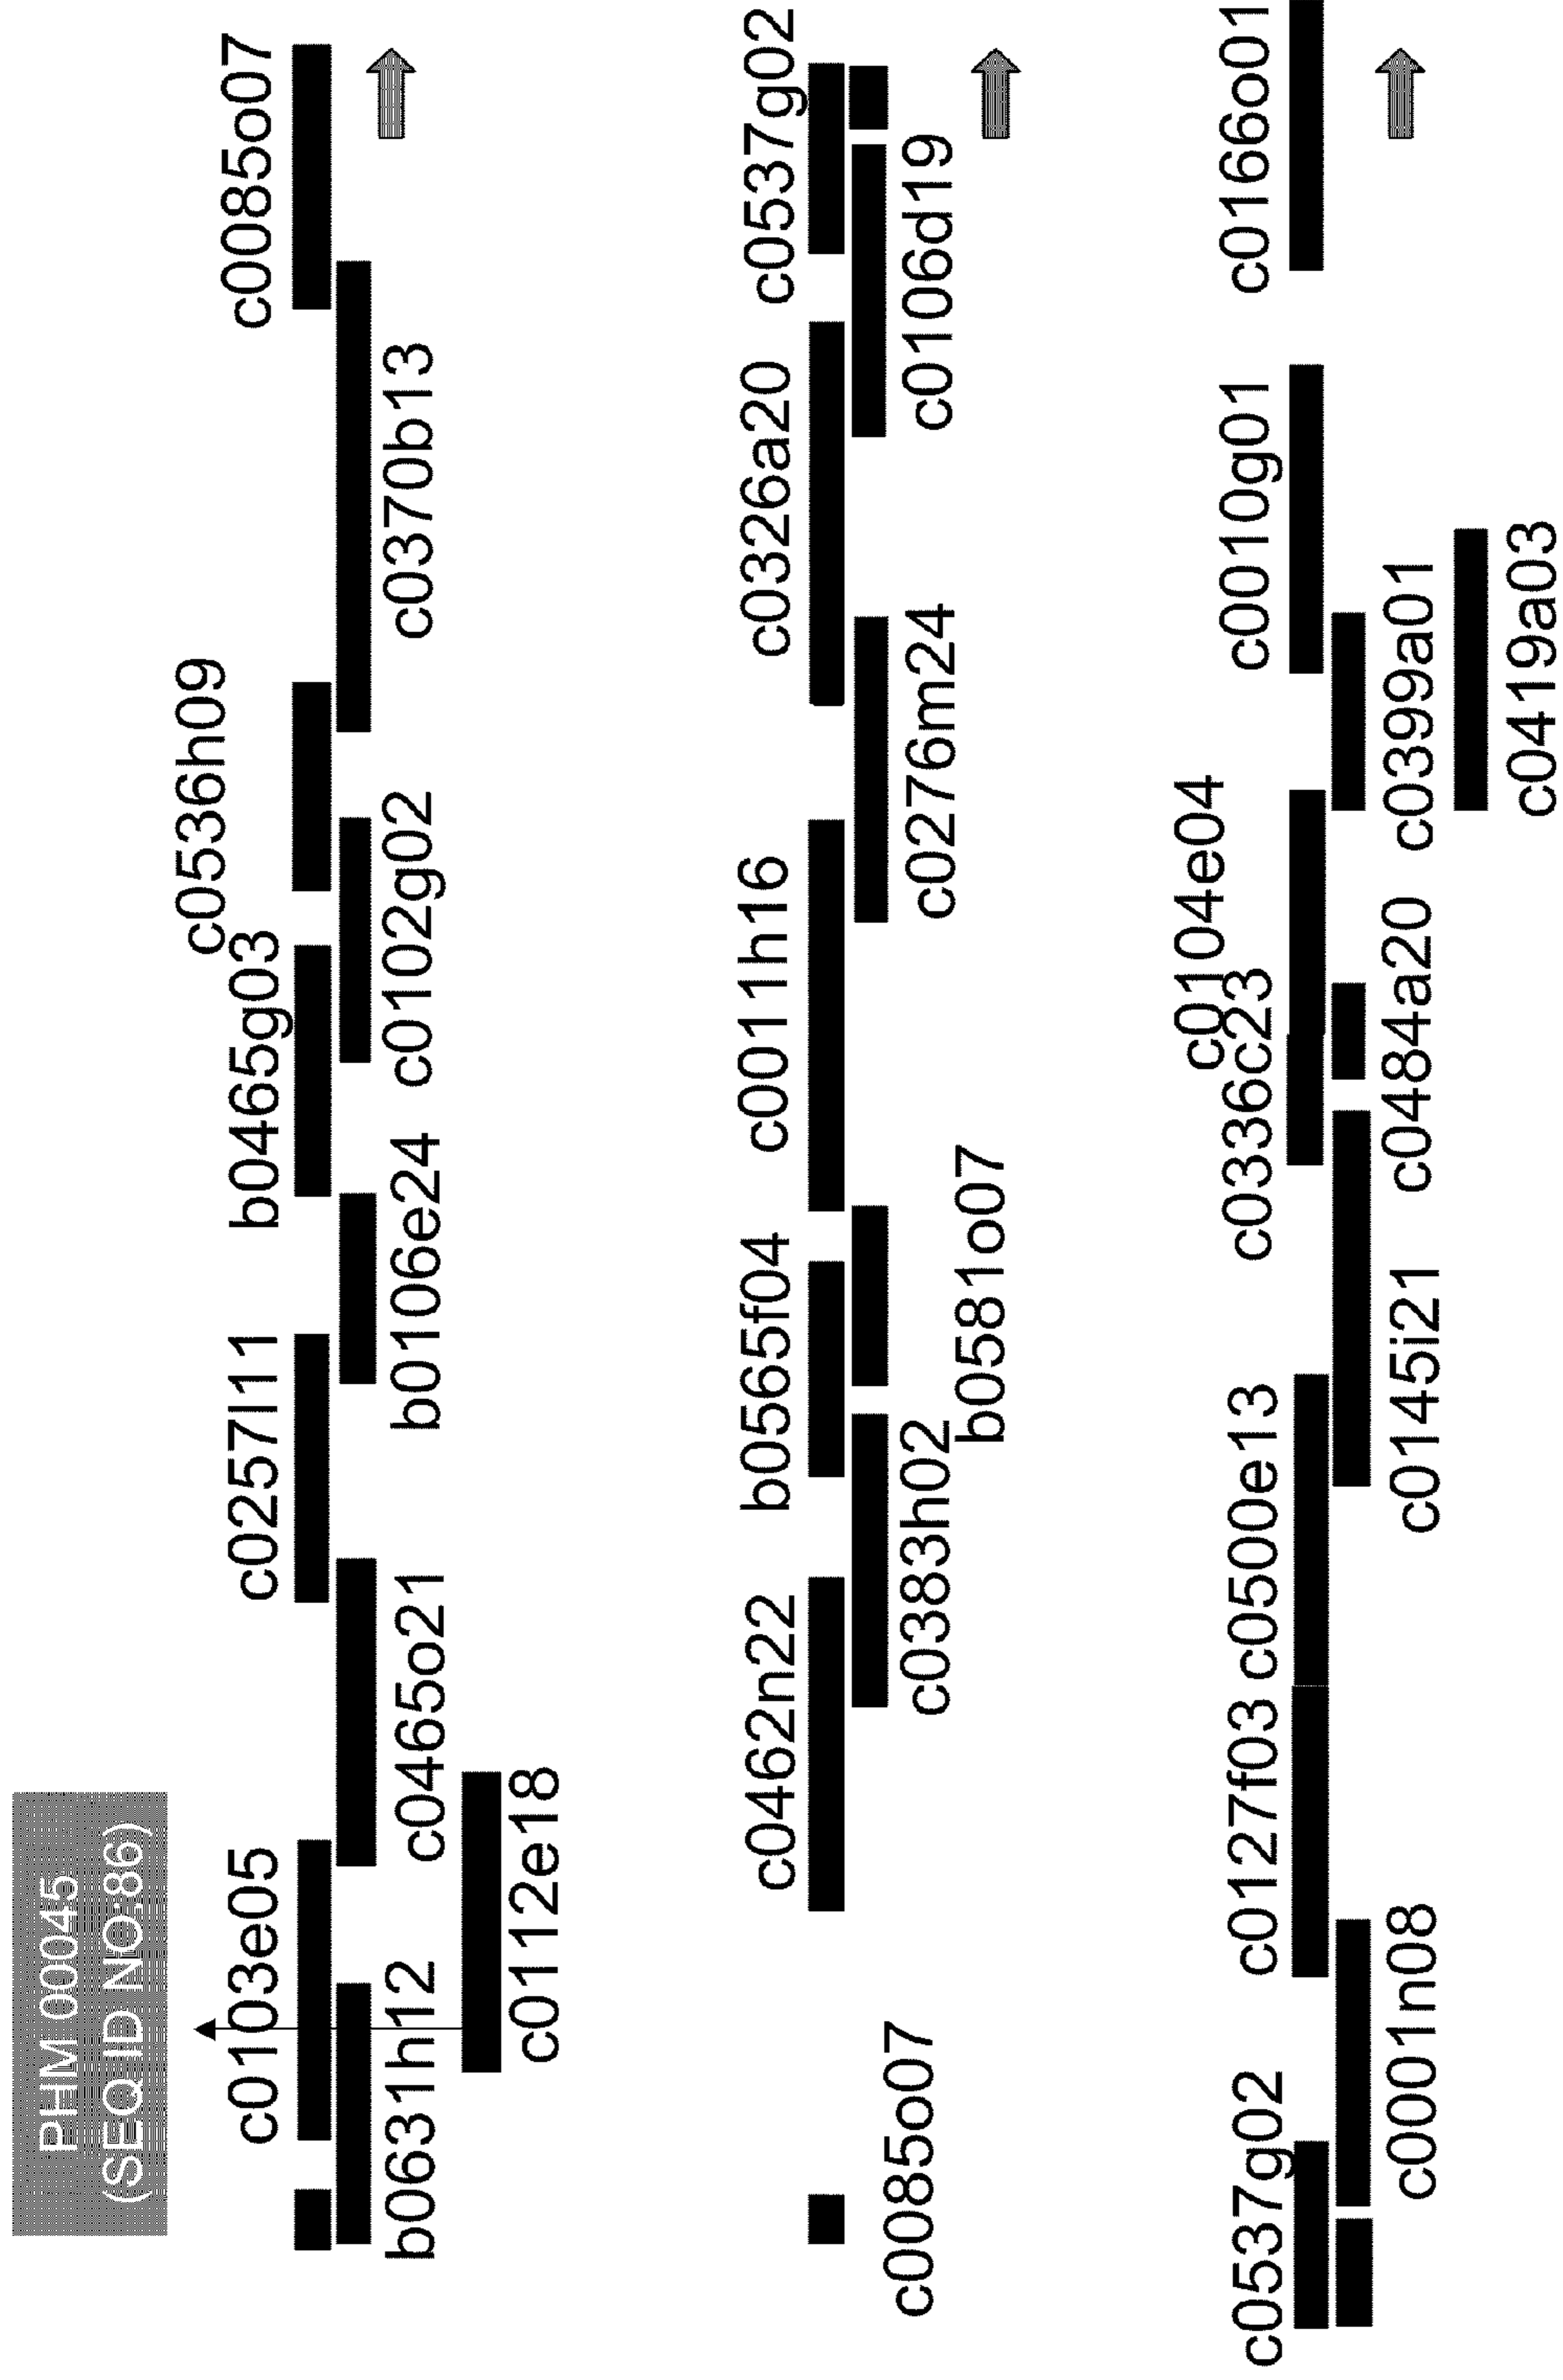 PHM 0045
(SEQ ID NO:86)
c0103e05
c0257l11
b0465g03
c0536h09
c0085o07
b0631h12
c0112e18
c0465o21
b0106e24
c0102g02
c0370b13
c0462n22
b0565f04
c0011h16
c0326a20
c0537g02
c0085o07
c0383h02
b0581o07
c0276m24
c0106d19
c0537g02
c0127f03
c0500e13
c0336c23
c0104e04
c0010g01
c0166o01
c0001n08
c0145i21
c0484a20
c0399a01
c0419a03